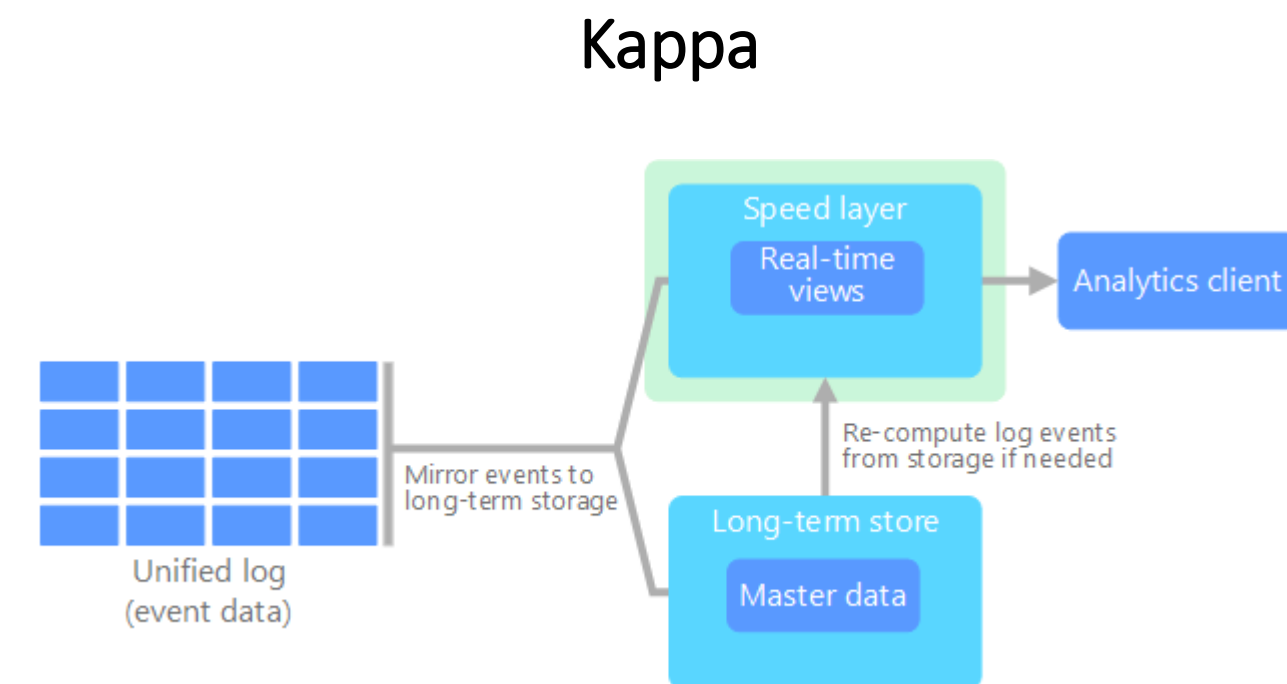 Kappa
Speed layer
Real-time
views
Analytics client
Re-compute log events
from storage if needed
Mirror events to
long-term storage
Long-term store
Master data
Unified log
(event data)